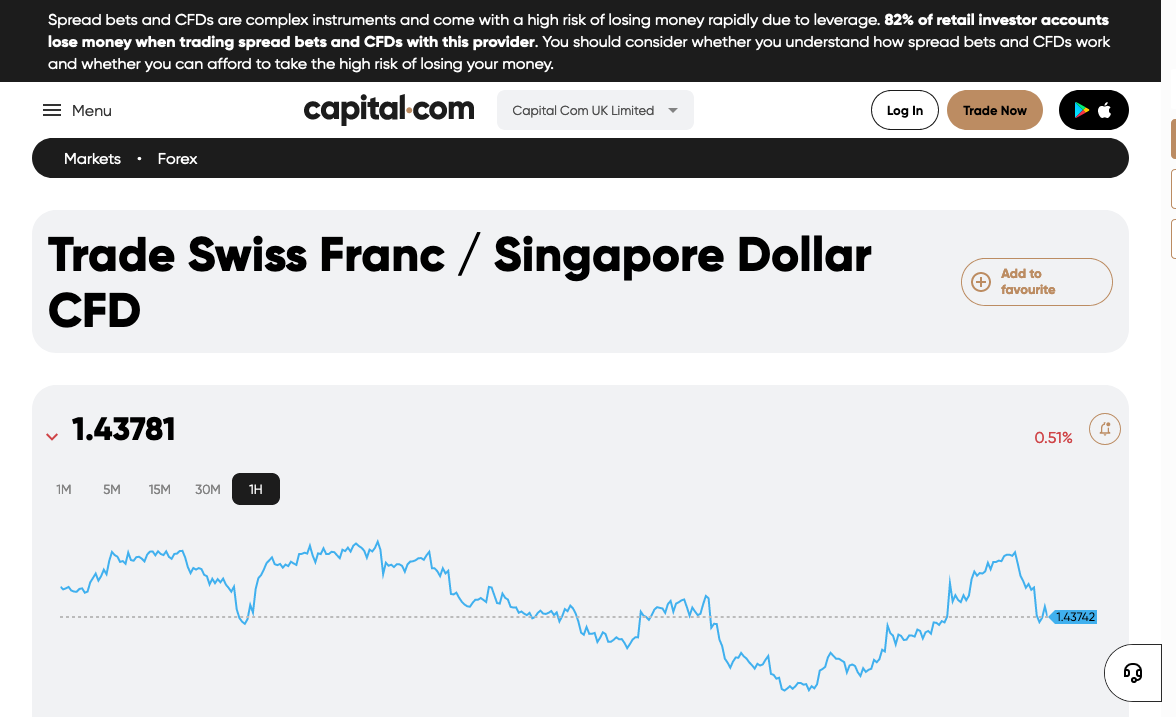 Spread bets and CFDs are complex instruments and come with a high risk of losing money rapidly due to leverage. 82% of retail investor accounts
lose money when trading spread bets and CFDs with this provider. You should consider whether you understand how spread bets and CFDs work
and whether you can afford to take the high risk of losing your money.
Menu
capital.com
Capital Com UK Limited
Log In
Trade Now
Markets • Forex
Trade Swiss Franc / Singapore Dollar
CFD
Add to
favourite
1.43781
0.51%
1M 5M 15M 30M 1H
1.43742